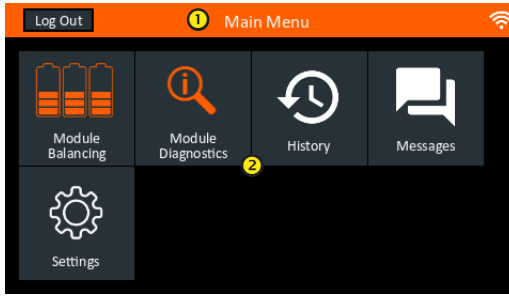 Log Out
1
Main Menu
Module
Balancing
Module
Diagnostics
History
Messages
2
Settings